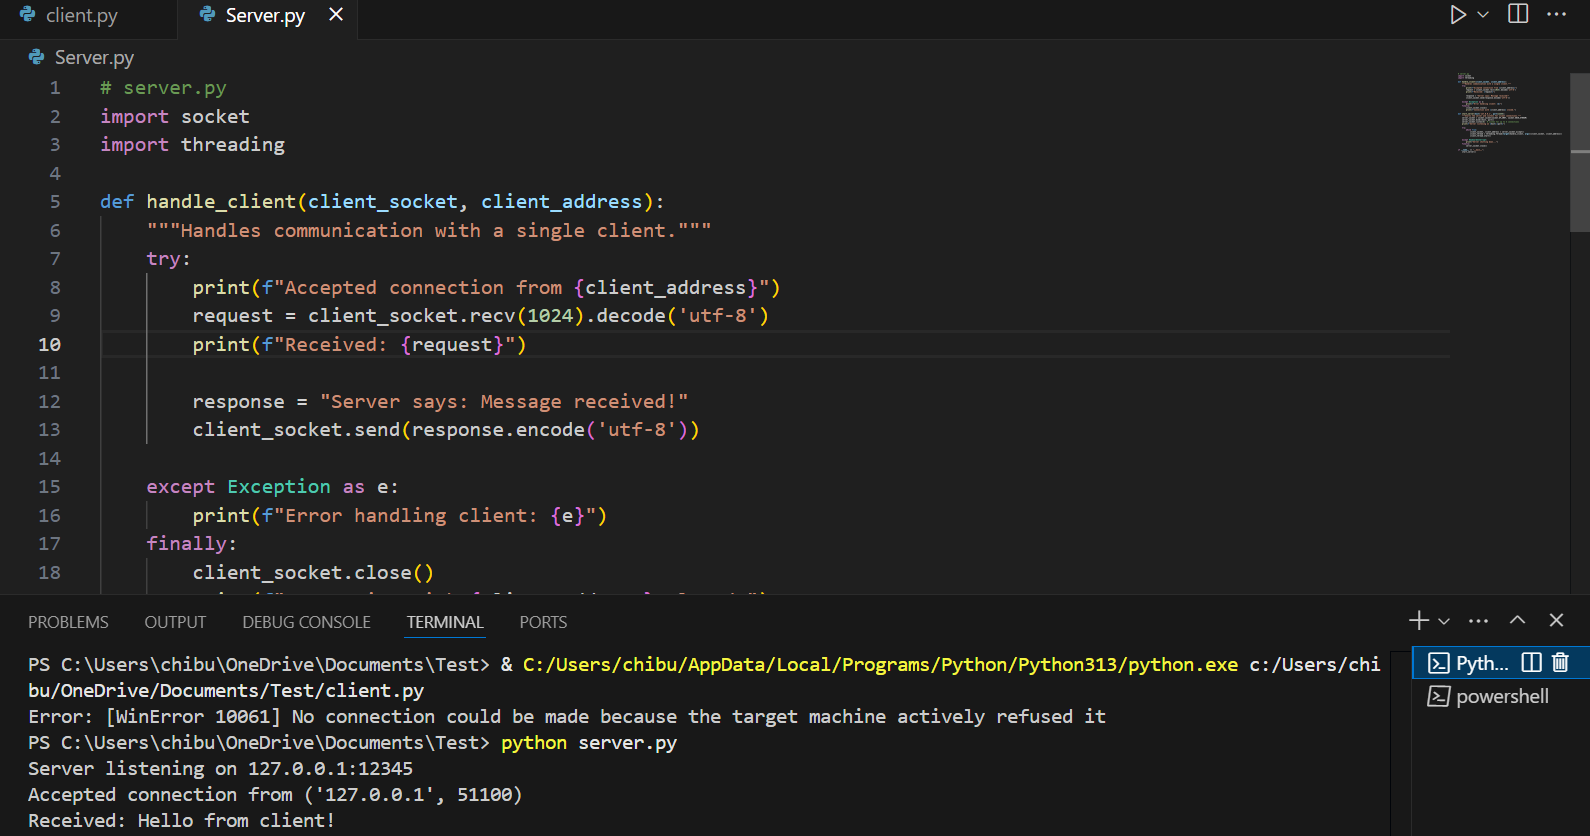 client.py
Server.py
Server.py
1 # server.py
2 import socket
3 import threading
4
5 def handle_client(client_socket, client_address):
6 """Handles communication with a single client."""
7 try:
8 print(f"Accepted connection from {client_address}")
9 request = client_socket.recv(1024).decode('utf-8')
10 print(f"Received: {request}")
11
12 response = "Server says: Message received!"
13 client_socket.send(response.encode('utf-8'))
14
15 except Exception as e:
16 print(f"Error handling client: {e}")
17 finally:
18 client_socket.close()
PROBLEMS OUTPUT DEBUG CONSOLE TERMINAL PORTS
PS C:\Users\chibu\OneDrive\Documents\Test> & C:/Users/chibu/AppData/Local/Programs/Python/Python313/python.exe c:/Users/chi
bu/OneDrive/Documents/Test/client.py
Error: [WinError 10061] No connection could be made because the target machine actively refused it
PS C:\Users\chibu\OneDrive\Documents\Test> python server.py
Server listening on 127.0.0.1:12345
Accepted connection from ('127.0.0.1', 51100)
Received: Hello from client!
Pyth...
powershell